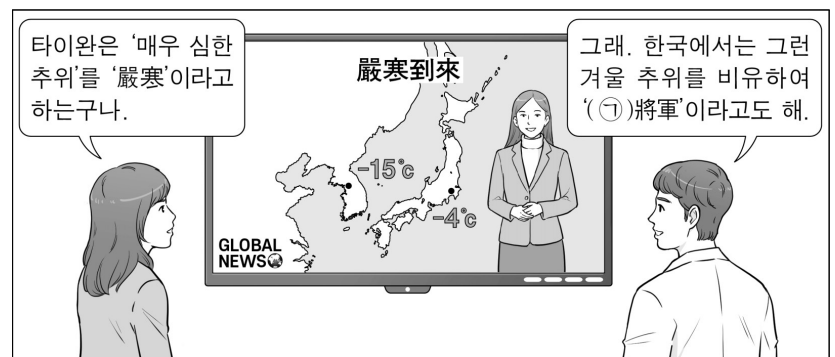 타이완은 ‘매우 심한
추위’를 ‘嚴寒’이라고
하는구나.
嚴寒到來
-15℃
-4℃
GLOBAL
NEWS
그래. 한국에서는 그런
겨울 추위를 비유하여
‘(㉠)將軍’이라고도 해.